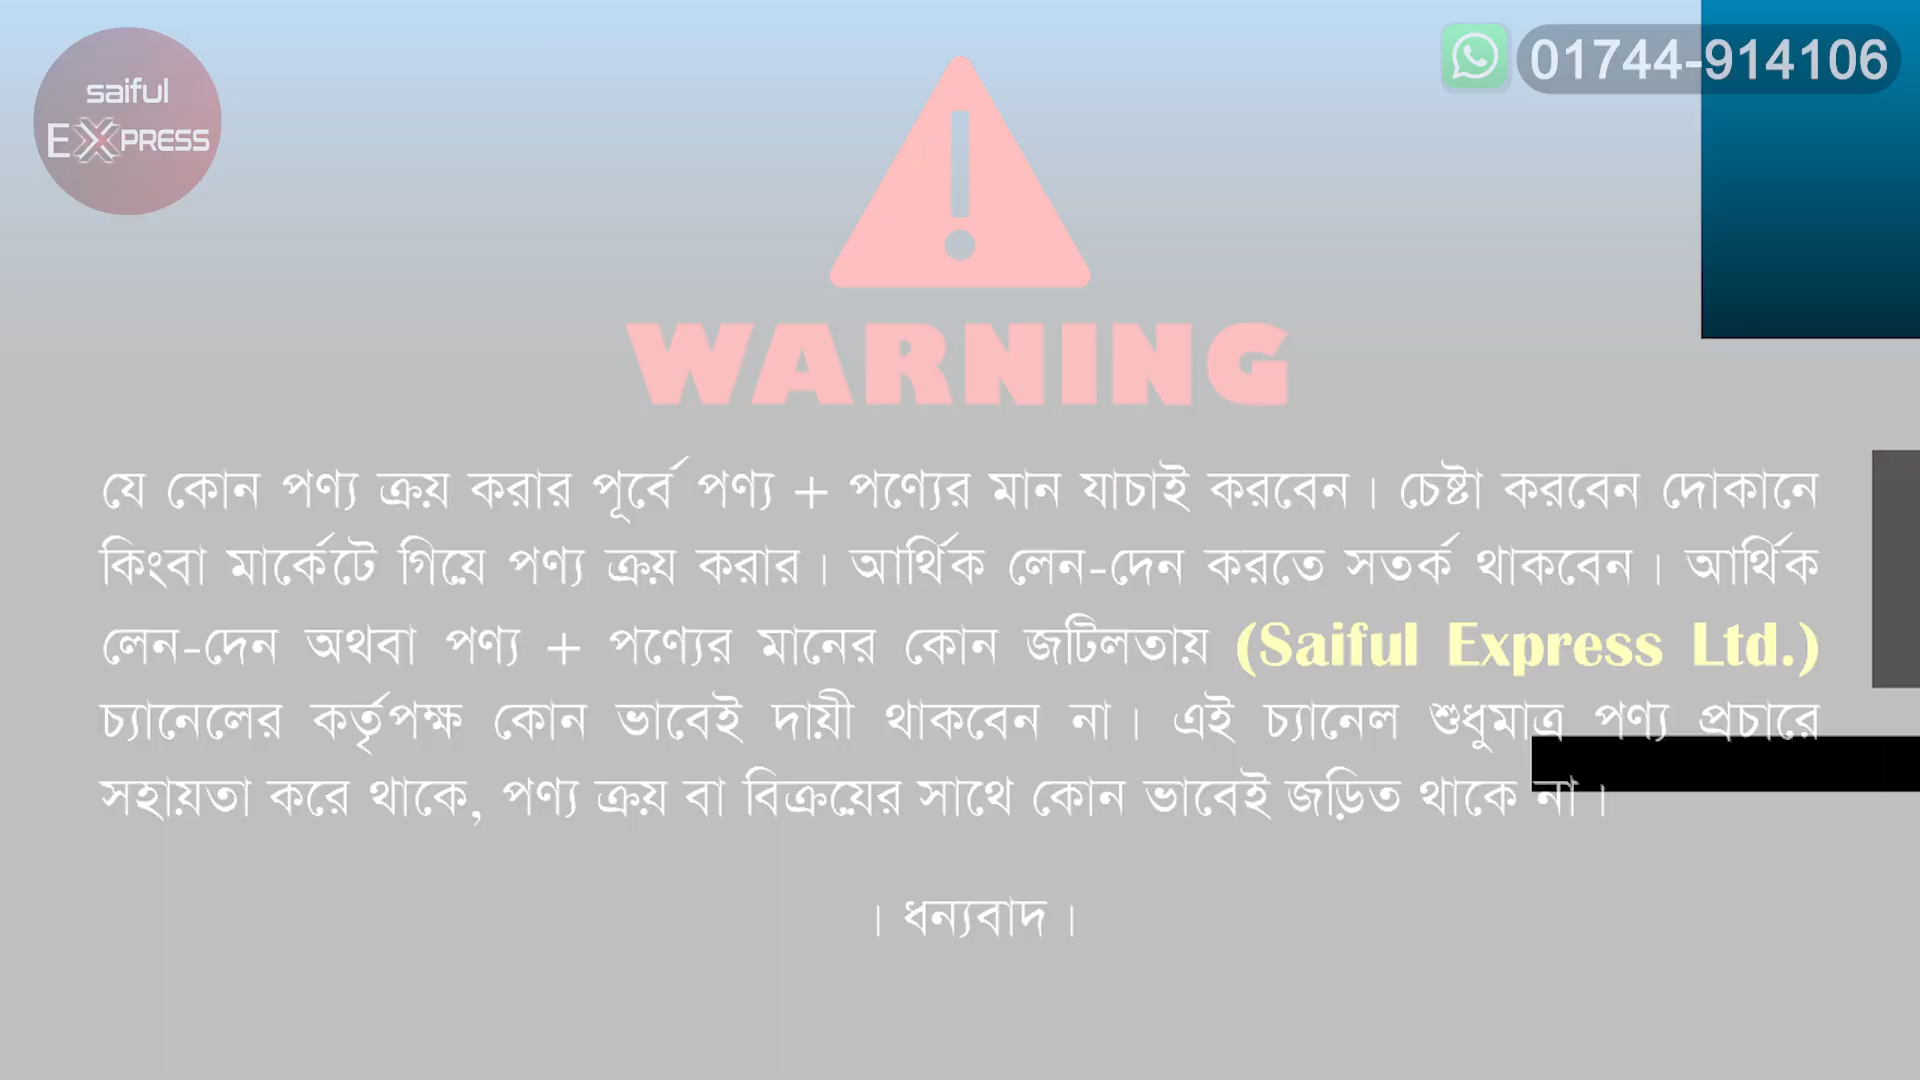 saiful
EXPRESS
01744-914106
WARNING
যে কোন পণ্য ক্রয় করার পূর্বে পণ্য + পণ্যের মান যাচাই করবেন। চেষ্টা করবেন দোকানে
কিংবা মার্কেটে গিয়ে পণ্য ক্রয় করার। আর্থিক লেন-দেন করতে সতর্ক থাকবেন। আর্থিক
লেন-দেন অথবা পণ্য + পণ্যের মানের কোন জটিলতায় (Saiful Express Ltd.)
চ্যানেলের কর্তৃপক্ষ কোন ভাবেই দায়ী থাকবেন না। এই চ্যানেল শুধুমাত্র পণ্য প্রচারে
সহায়তা করে থাকে, পণ্য ক্রয় বা বিক্রয়ের সাথে কোন ভাবেই জড়িত থাকে না।
। ধন্যবাদ ।